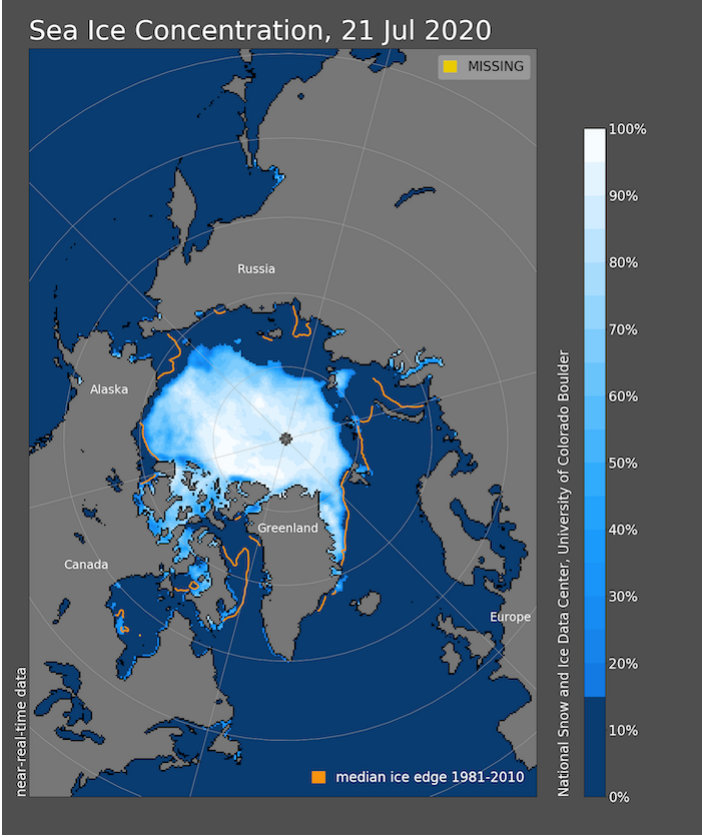 Sea Ice Concentration, 21 Jul 2020
MISSING
100%
90%
80%
70%
60%
50%
40%
30%
20%
10%
0%
Russia
Alaska
Greenland
Canada
Europe
near-real-time data
National Snow and Ice Data Center, University of Colorado Boulder
median ice edge 1981-2010